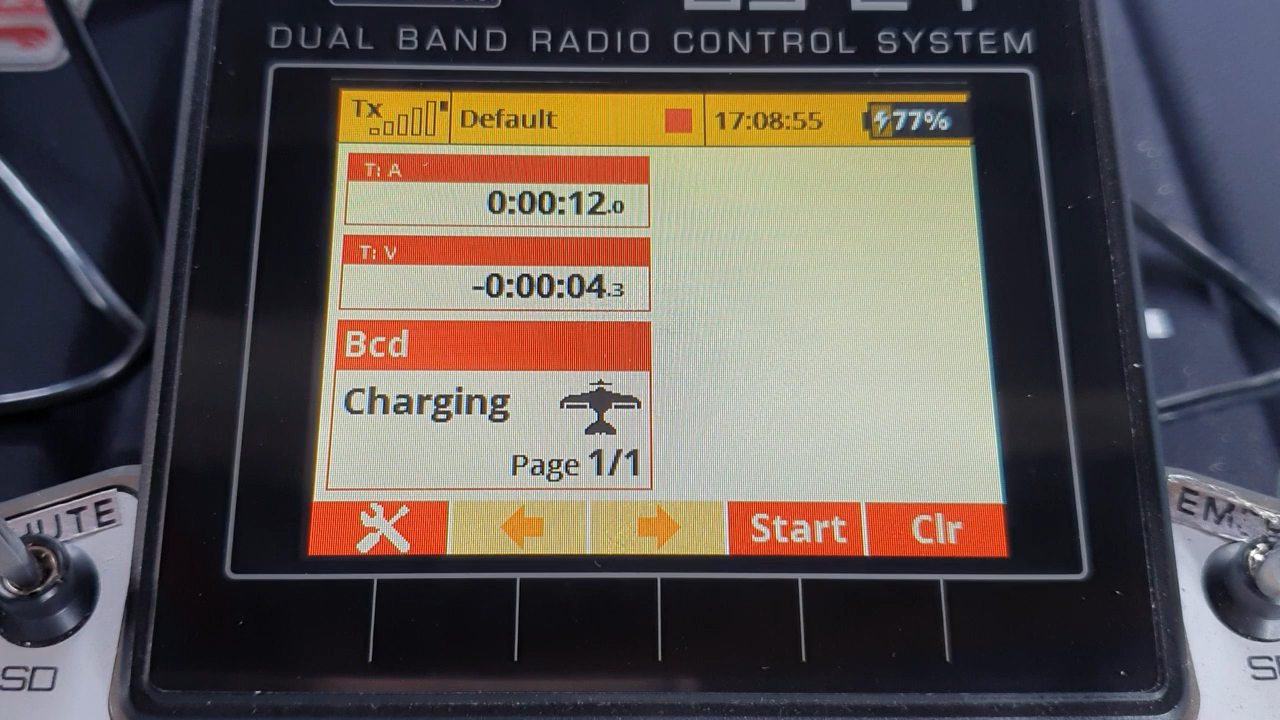 DUAL BAND RADIO CONTROL SYSTEM
Tx Default 17:08:55 77%
T: A
0:00:12.0
T: V
-0:00:04.3
Bcd
Charging
Page 1/1
Start Clr
SD